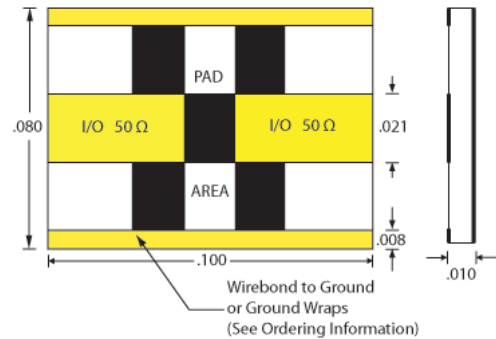 PAD
.080
I/O 50 Ω
I/O 50 Ω
.021
AREA
.008
.100
.010
Wirebond to Ground
or Ground Wraps
(See Ordering Information)